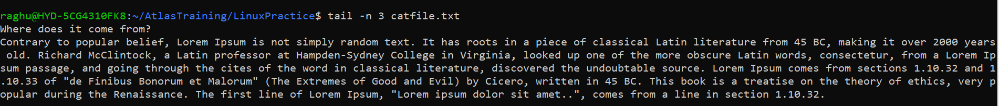 raghu@HYD-5CG4310FK8:~/AtlasTraining/LinuxPractice$ tail -n 3 catfile.txt
Where does it come from?
Contrary to popular belief, Lorem Ipsum is not simply random text. It has roots in a piece of classical Latin literature from 45 BC, making it over 2000 years
 old. Richard McClintock, a Latin professor at Hampden-Sydney College in Virginia, looked up one of the more obscure Latin words, consectetur, from a Lorem Ip
sum passage, and going through the cites of the word in classical literature, discovered the undoubtable source. Lorem Ipsum comes from sections 1.10.32 and 1
.10.33 of "de Finibus Bonorum et Malorum" (The Extremes of Good and Evil) by Cicero, written in 45 BC. This book is a treatise on the theory of ethics, very p
opular during the Renaissance. The first line of Lorem Ipsum, "Lorem ipsum dolor sit amet..", comes from a line in section 1.10.32.